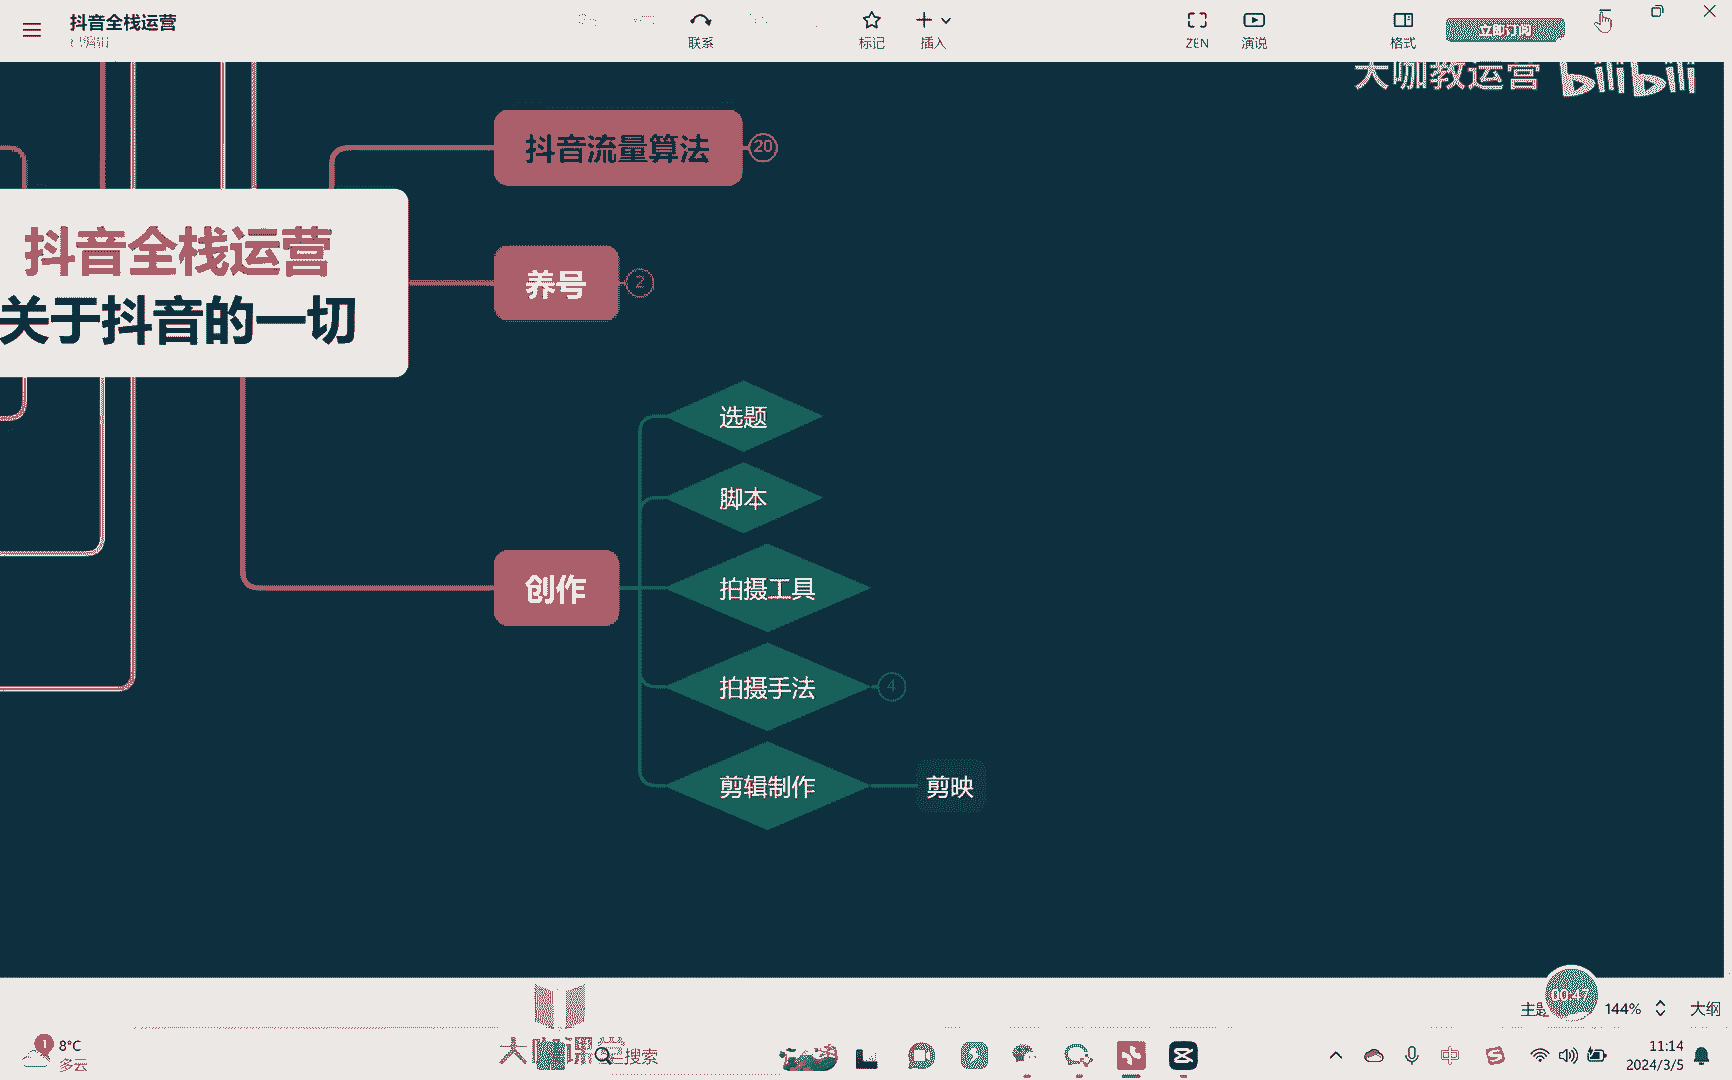 抖音全栈运营
已编辑
联系
标记
插入
ZEN
演说
格式
立即订阅
大咖教运营 bilibili
抖音流量算法
20
抖音全栈运营
关于抖音的一切
养号
2
选题
脚本
创作
拍摄工具
拍摄手法
4
剪辑制作
剪映
00:47
144%
大纲
1
8°C
多云
大咖课堂
搜索
中
11:14
2024/3/5